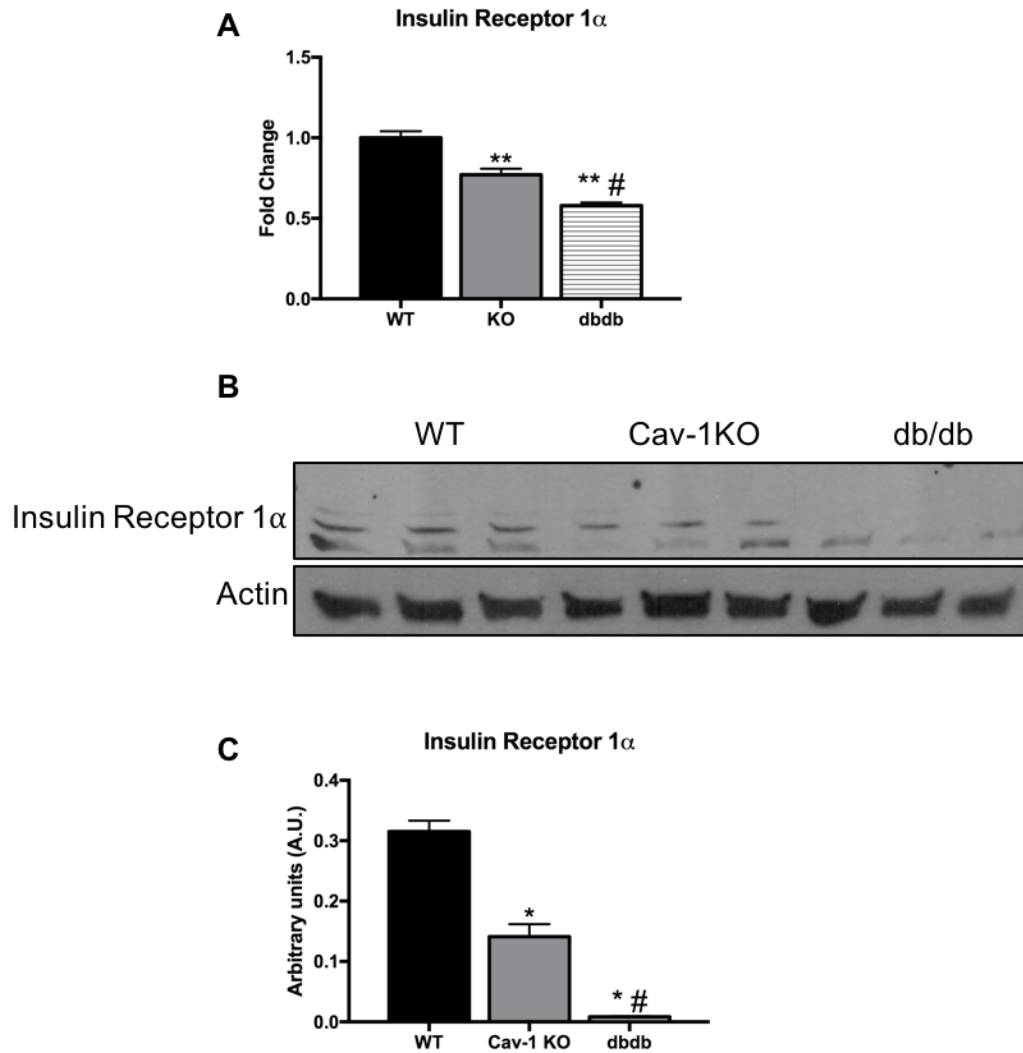 A
Insulin Receptor 1α
Fold Change
1.5
1.0
0.5
0.0
**
** #
WT KO dbdb
B
WT Cav-1KO db/db
Insulin Receptor 1α
Actin
C
Insulin Receptor 1α
Arbitrary units (A.U.)
0.4
0.3
0.2
0.1
0.0
*
* #
WT Cav-1 KO dbdb